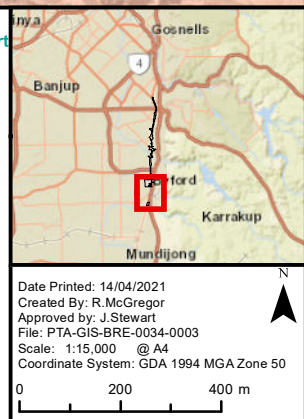 Gosnells
4
Banjup
Karrakup
Mundijong
Date Printed: 14/04/2021
Created By: R.McGregor
Approved by: J.Stewart
File: PTA-GIS-BRE-0034-0003
Scale: 1:15,000 @ A4
Coordinate System: GDA 1994 MGA Zone 50
N
0 200 400 m